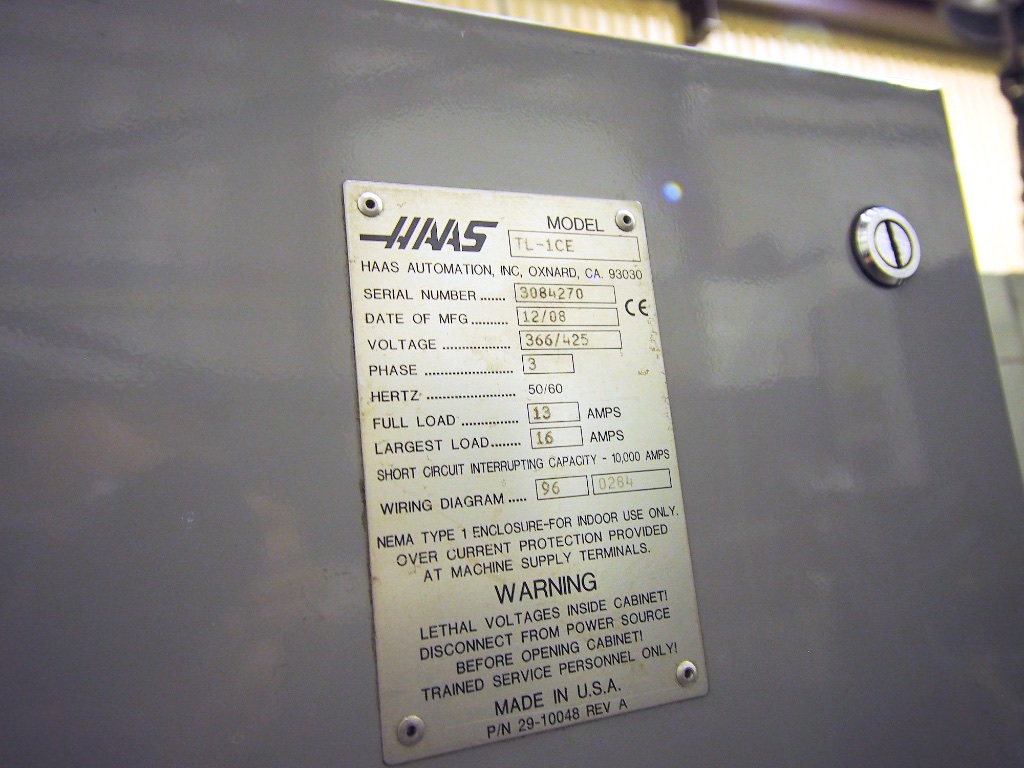 HAAS MODEL
TL-1CE
HAAS AUTOMATION, INC, OXNARD, CA. 93030
SERIAL NUMBER ....... 3084270
CE
DATE OF MFG.......... 12/08
VOLTAGE .................. 366/425
PHASE ....................... 3
HERTZ ....................... 50/60
FULL LOAD ............... 13 AMPS
LARGEST LOAD........ 16 AMPS
SHORT CIRCUIT INTERRUPTING CAPACITY - 10,000 AMPS
WIRING DIAGRAM ..... 96 0284
NEMA TYPE 1 ENCLOSURE-FOR INDOOR USE ONLY.
OVER CURRENT PROTECTION PROVIDED
AT MACHINE SUPPLY TERMINALS.
WARNING
LETHAL VOLTAGES INSIDE CABINET!
DISCONNECT FROM POWER SOURCE
BEFORE OPENING CABINET!
TRAINED SERVICE PERSONNEL ONLY!
MADE IN U.S.A.
P/N 29-10048 REV A